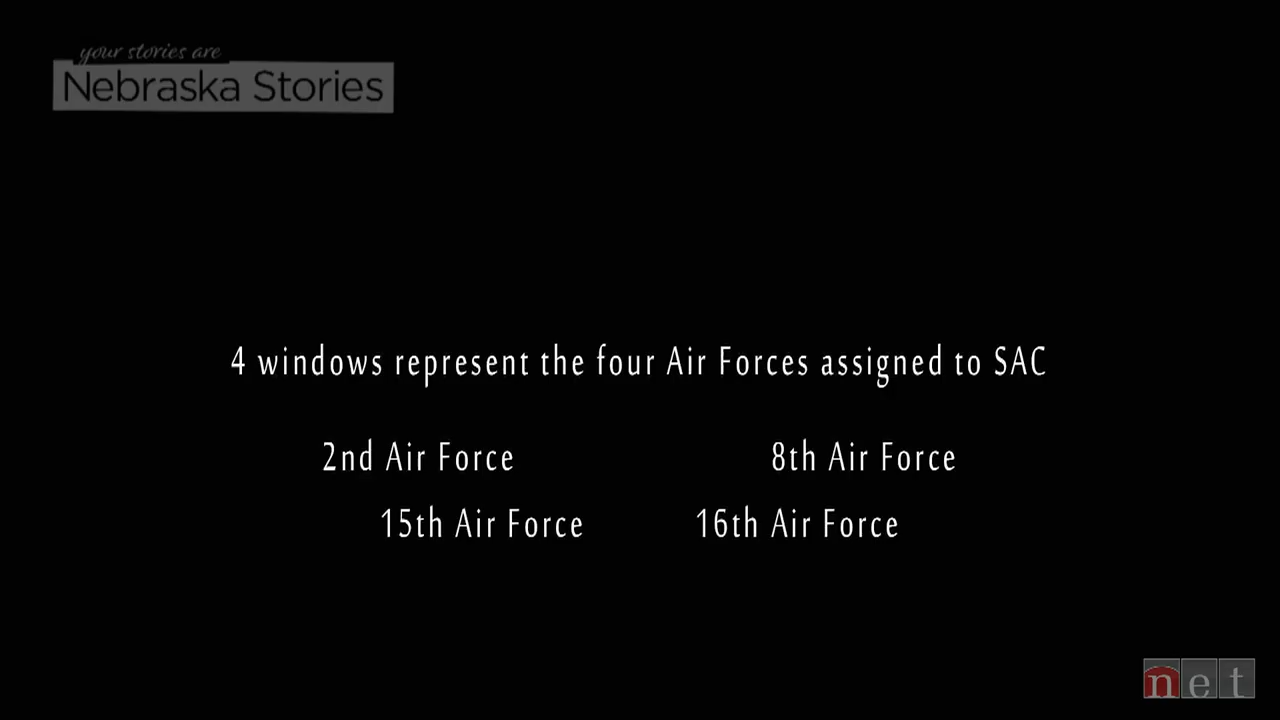 your stories are
Nebraska Stories
4 windows represent the four Air Forces assigned to SAC
2nd Air Force 8th Air Force
15th Air Force 16th Air Force
net